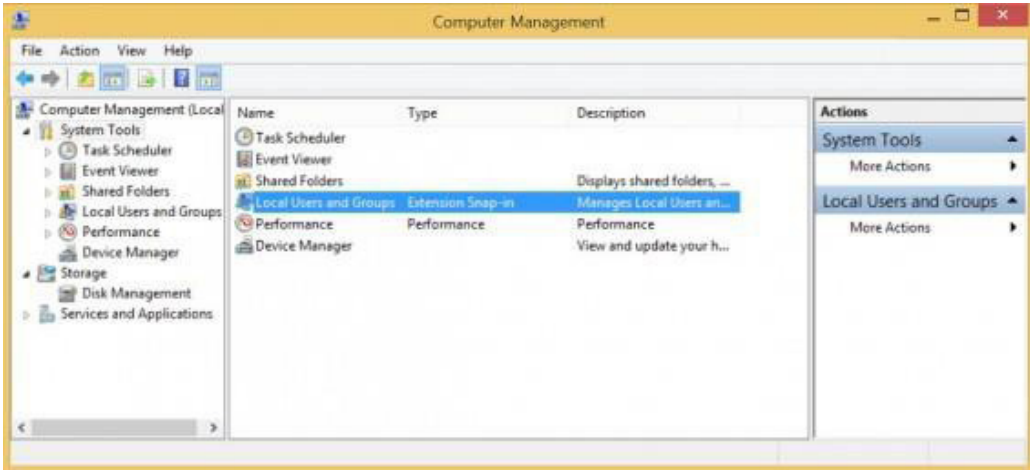 Computer Management
File Action View Help
Computer Management (Local
System Tools
Task Scheduler
Event Viewer
Shared Folders
Local Users and Groups
Performance
Device Manager
Storage
Disk Management
Services and Applications
Name Type Description
Task Scheduler
Event Viewer
Shared Folders Displays shared folders, ...
Local Users and Groups Extension Snap-in Manages Local Users an...
Performance Performance Performance
Device Manager View and update your h...
Actions
System Tools
More Actions
Local Users and Groups
More Actions